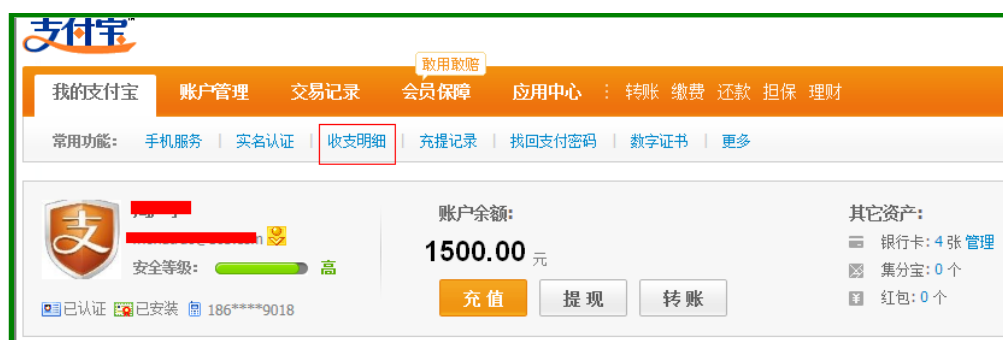 支付宝
敢用敢赔
我的支付宝 账户管理 交易记录 会员保障 应用中心 转账 缴费 还款 担保 理财
常用功能: 手机服务 | 实名认证 | 收支明细 | 充提记录 | 找回支付密码 | 数字证书 | 更多
支
账户余额:
其它资产:
1500.00 元
银行卡: 4 张 管理
安全等级: 高
集分宝: 0 个
充值 提现 转账
¥ 红包: 0 个
已认证 已安装 186****9018